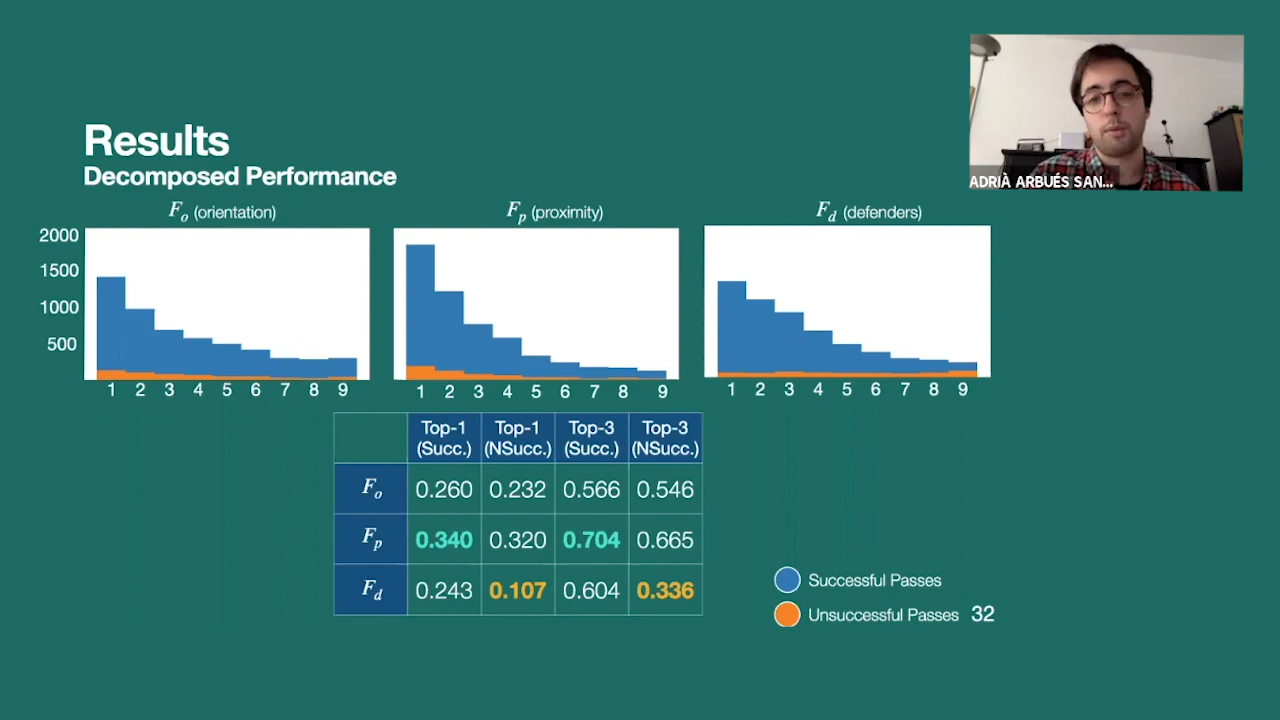 ADRIÀ ARBUÉS SAN...
Results
Decomposed Performance
Fo (orientation)
Fp (proximity)
Fd (defenders)
2000
1500
1000
500
1 2 3 4 5 6 7 8 9
1 2 3 4 5 6 7 8 9
1 2 3 4 5 6 7 8 9
Top-1 (Succ.) Top-1 (NSucc.) Top-3 (Succ.) Top-3 (NSucc.)
Fo 0.260 0.232 0.566 0.546
Fp 0.340 0.320 0.704 0.665
Fd 0.243 0.107 0.604 0.336
Successful Passes
Unsuccessful Passes 32